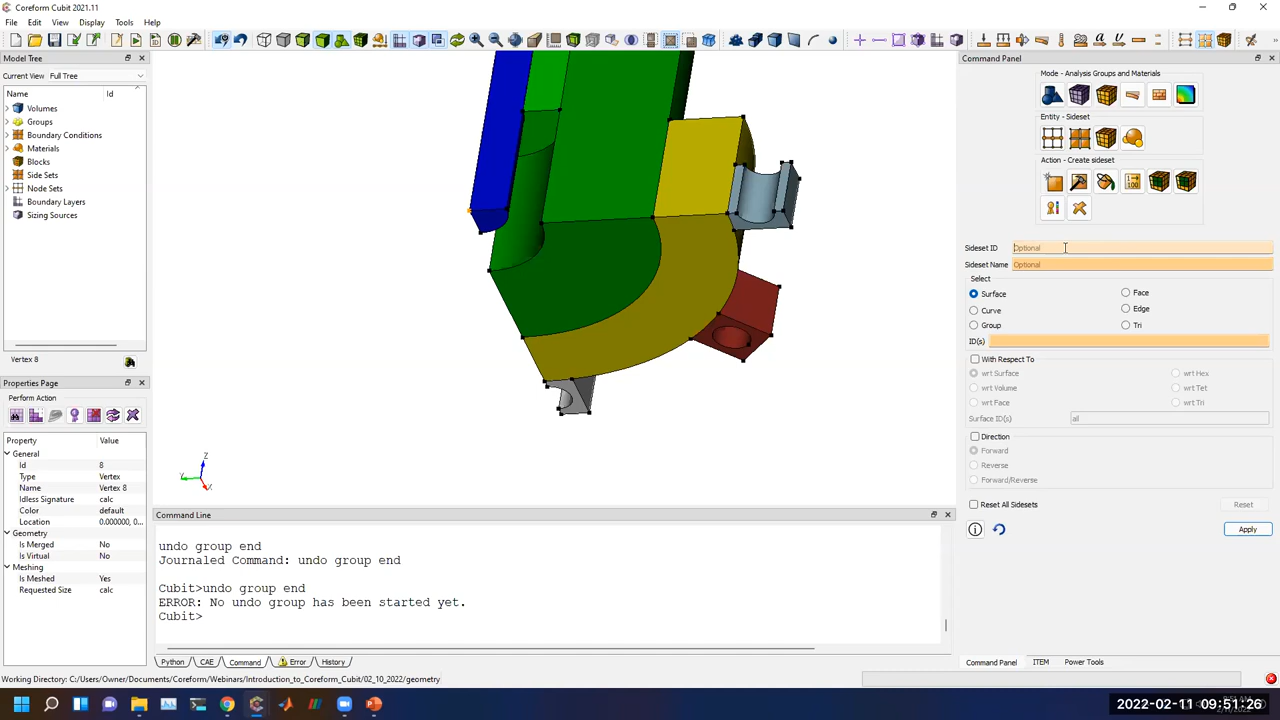 Coreform Cubit 2021.11
File Edit View Display Tools Help
Model Tree
Current View Full Tree
Name Id
Volumes
Groups
Boundary Conditions
Materials
Blocks
Side Sets
Node Sets
Boundary Layers
Sizing Sources
Vertex 8
Properties Page
Perform Action
Property Value
General
Id 8
Type Vertex
Name Vertex 8
Idless Signature calc
Color default
Location 0.000000, 0...
Geometry
Is Merged No
Is Virtual No
Meshing
Is Meshed Yes
Requested Size calc
Z
Y
X
Command Line
undo group end
Journaled Command: undo group end
Cubit>undo group end
ERROR: No undo group has been started yet.
Cubit>
Python CAE Command Error History
Command Panel
Mode - Analysis Groups and Materials
Entity - Sideset
Action - Create sideset
Sideset ID Optional
Sideset Name Optional
Select
Surface Face
Curve Edge
Group Tri
ID(s)
With Respect To
wrt Surface wrt Hex
wrt Volume wrt Tet
wrt Face wrt Tri
Surface ID(s) all
Direction
Forward
Reverse
Forward/Reverse
Reset All Sidesets Reset
Apply
Command Panel ITEM Power Tools
Working Directory: C:/Users/Owner/Documents/Coreform/Webinars/Introduction_to_Coreform_Cubit/02_10_2022/geometry
2022-02-11 09:51:26